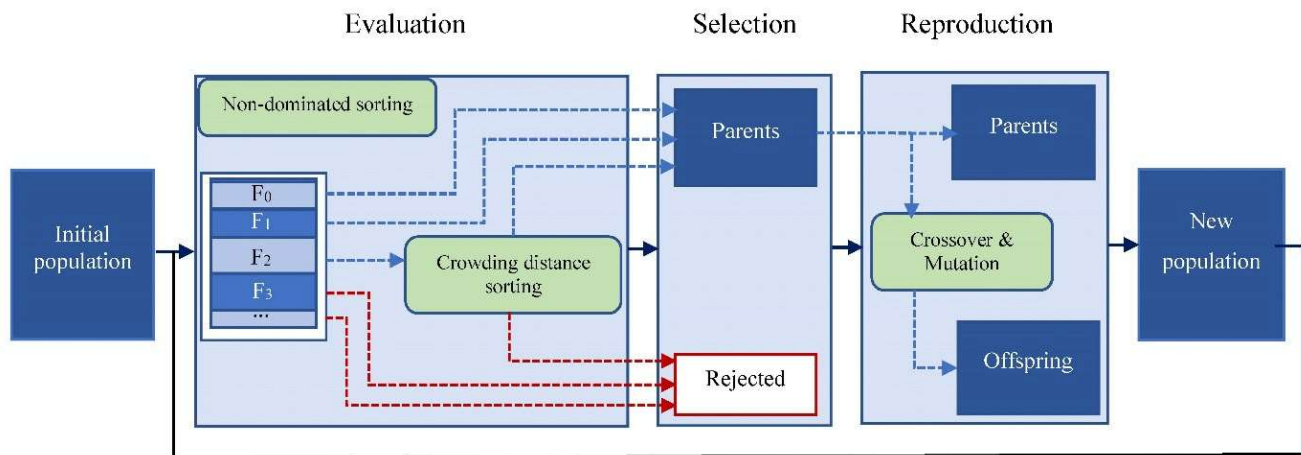 Evaluation
Selection
Reproduction
Non-dominated sorting
Parents
Parents
F0
F1
F2
F3
...
Initial
population
Crowding distance
sorting
Crossover &
Mutation
New
population
Rejected
Offspring